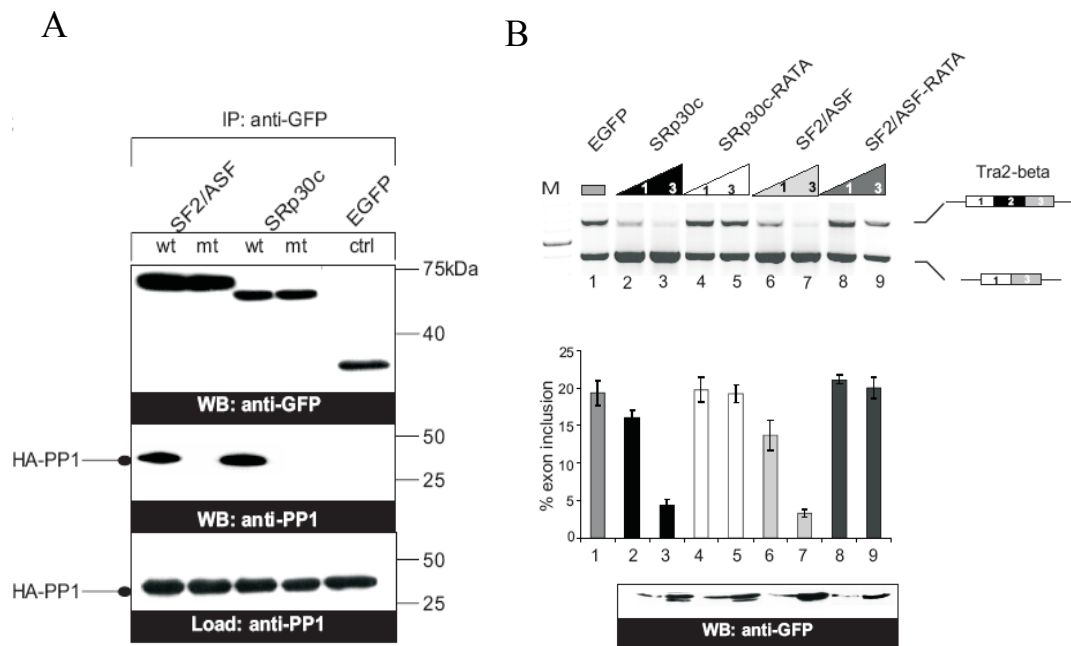 A
IP: anti-GFP
SF2/ASF
SRp30c
EGFP
wt mt wt mt ctrl
75kDa
40
WB: anti-GFP
HA-PP1
50
25
WB: anti-PP1
HA-PP1
50
25
Load: anti-PP1
B
EGFP
SRp30c
SRp30c-RATA
SF2/ASF
SF2/ASF-RATA
M
1 3 1 3 1 3 1 3
Tra2-beta
1 2 3
1 3
1 2 3 4 5 6 7 8 9
% exon inclusion
25
20
15
10
5
0
1 2 3 4 5 6 7 8 9
WB: anti-GFP